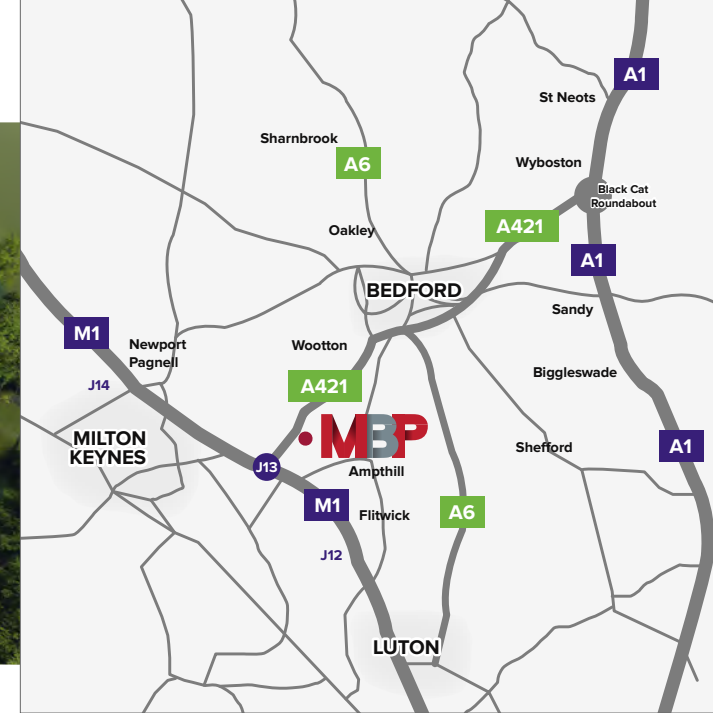 A1
St Neots
Sharnbrook
A6
Wyboston
Black Cat
Roundabout
A421
Oakley
A1
BEDFORD
Sandy
M1
Newport
Pagnell
Wootton
J14
A421
Biggleswade
MILTON
KEYNES
MBP
Shefford
A1
J13
Ampthill
M1
Flitwick
A6
J12
LUTON